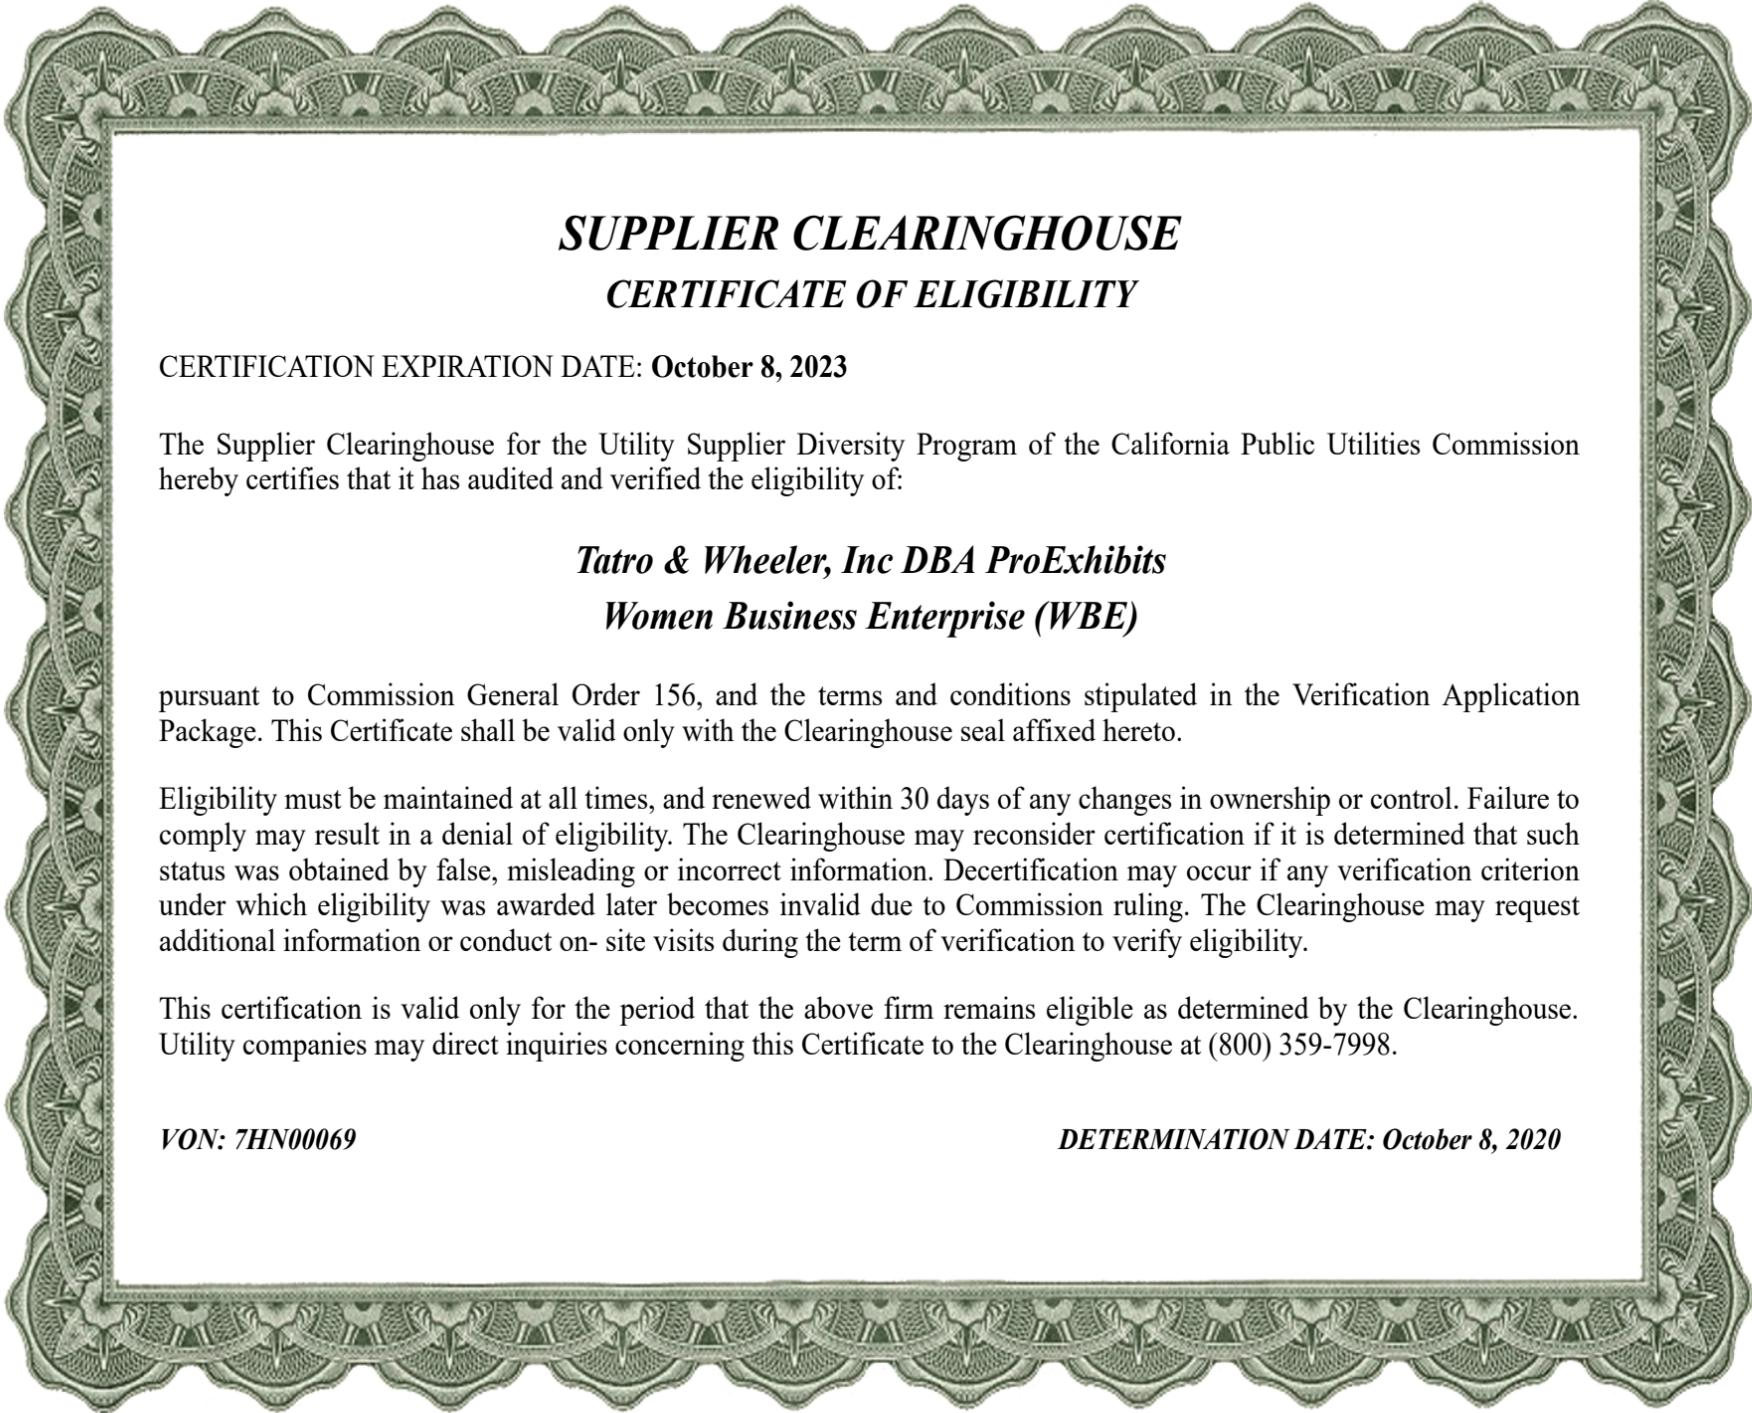 SUPPLIER CLEARINGHOUSE
CERTIFICATE OF ELIGIBILITY
CERTIFICATION EXPIRATION DATE: October 8, 2023
The Supplier Clearinghouse for the Utility Supplier Diversity Program of the California Public Utilities Commission
hereby certifies that it has audited and verified the eligibility of:
Tatro & Wheeler, Inc DBA ProExhibits
Women Business Enterprise (WBE)
pursuant to Commission General Order 156, and the terms and conditions stipulated in the Verification Application
Package. This Certificate shall be valid only with the Clearinghouse seal affixed hereto.
Eligibility must be maintained at all times, and renewed within 30 days of any changes in ownership or control. Failure to
comply may result in a denial of eligibility. The Clearinghouse may reconsider certification if it is determined that such
status was obtained by false, misleading or incorrect information. Decertification may occur if any verification criterion
under which eligibility was awarded later becomes invalid due to Commission ruling. The Clearinghouse may request
additional information or conduct on- site visits during the term of verification to verify eligibility.
This certification is valid only for the period that the above firm remains eligible as determined by the Clearinghouse.
Utility companies may direct inquiries concerning this Certificate to the Clearinghouse at (800) 359-7998.
VON: 7HN00069 DETERMINATION DATE: October 8, 2020